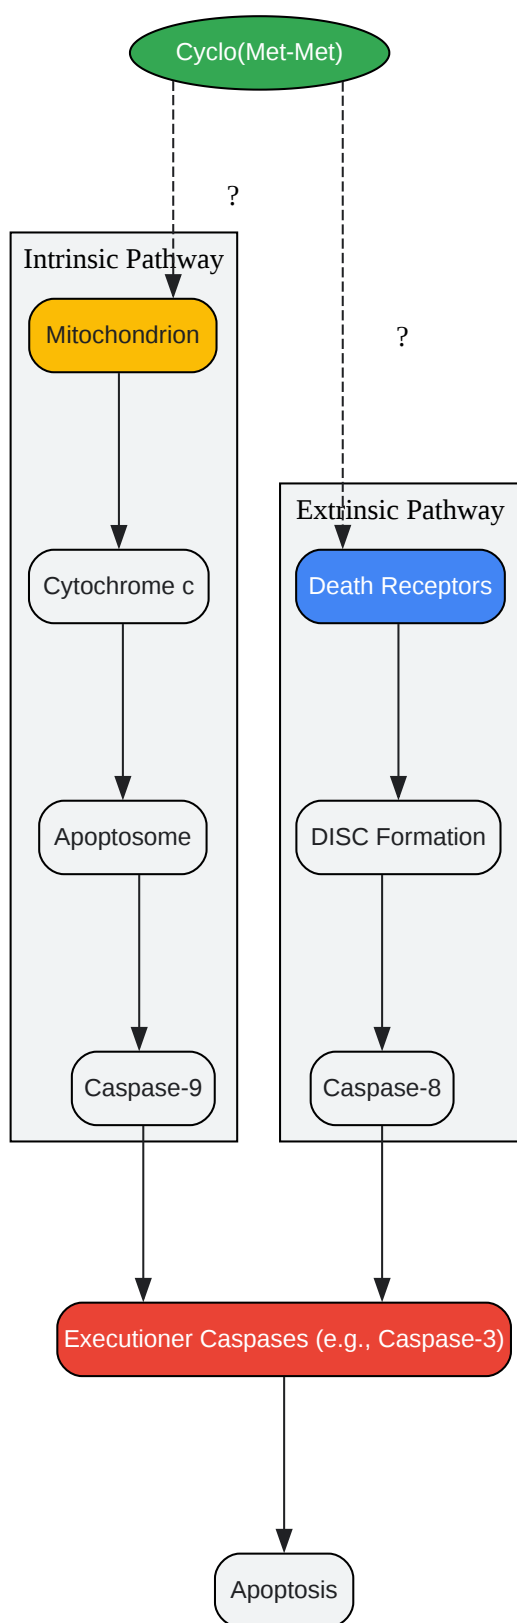 Cyclo(Met-Met)
?
Intrinsic Pathway
Mitochondrion
?
Extrinsic Pathway
Cytochrome c
Death Receptors
Apoptosome
DISC Formation
Caspase-9
Caspase-8
Executioner Caspases (e.g., Caspase-3)
Apoptosis